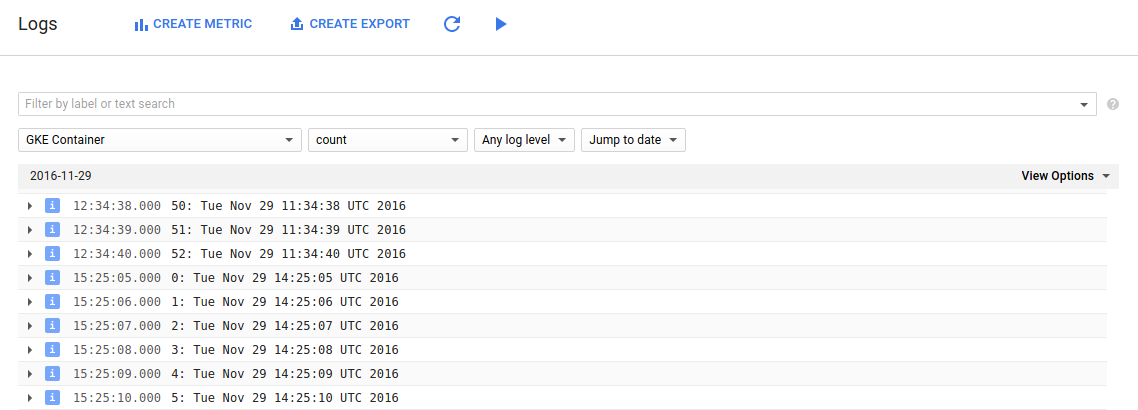 Logs CREATE METRIC CREATE EXPORT
Filter by label or text search ?
GKE Container count Any log level Jump to date
2016-11-29 View Options
i 12:34:38.000 50: Tue Nov 29 11:34:38 UTC 2016
i 12:34:39.000 51: Tue Nov 29 11:34:39 UTC 2016
i 12:34:40.000 52: Tue Nov 29 11:34:40 UTC 2016
i 15:25:05.000 0: Tue Nov 29 14:25:05 UTC 2016
i 15:25:06.000 1: Tue Nov 29 14:25:06 UTC 2016
i 15:25:07.000 2: Tue Nov 29 14:25:07 UTC 2016
i 15:25:08.000 3: Tue Nov 29 14:25:08 UTC 2016
i 15:25:09.000 4: Tue Nov 29 14:25:09 UTC 2016
i 15:25:10.000 5: Tue Nov 29 14:25:10 UTC 2016